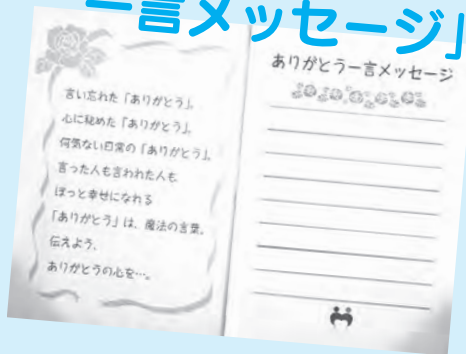 一言メッセージ」
言い忘れた「ありがとう」、
心に秘めた「ありがとう」、
何気ない日常の「ありがとう」、
言った人も言われた人も、
ほっと幸せになれる
「ありがとう」は、魔法の言葉。
伝えよう、
ありがとうの心を…。
ありがとう一言メッセージ